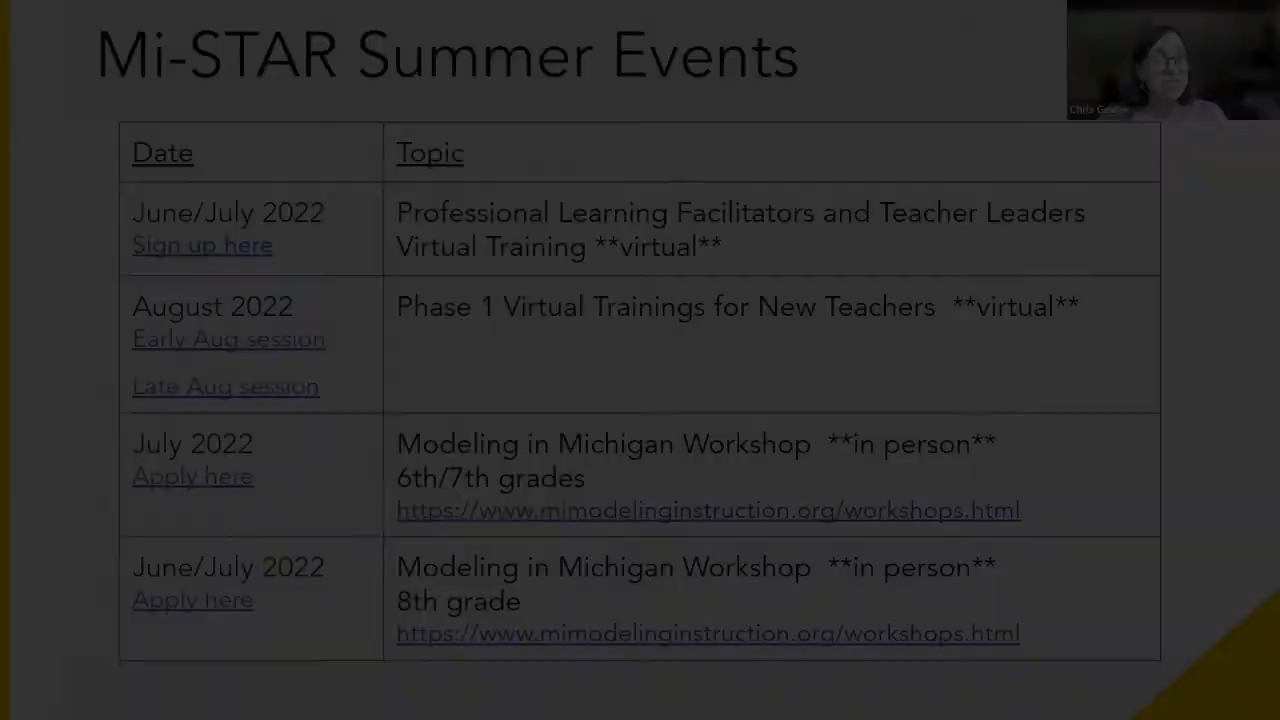 Mi-STAR Summer Events
Chris
Date
Topic
June/July 2022
Sign up here
Professional Learning Facilitators and Teacher Leaders
Virtual Training **virtual**
August 2022
Early Aug session
Late Aug session
Phase 1 Virtual Trainings for New Teachers **virtual**
July 2022
Apply here
Modeling in Michigan Workshop **in person**
6th/7th grades
https://www.mimodelinginstruction.org/workshops.html
June/July 2022
Apply here
Modeling in Michigan Workshop **in person**
8th grade
https://www.mimodelinginstruction.org/workshops.html